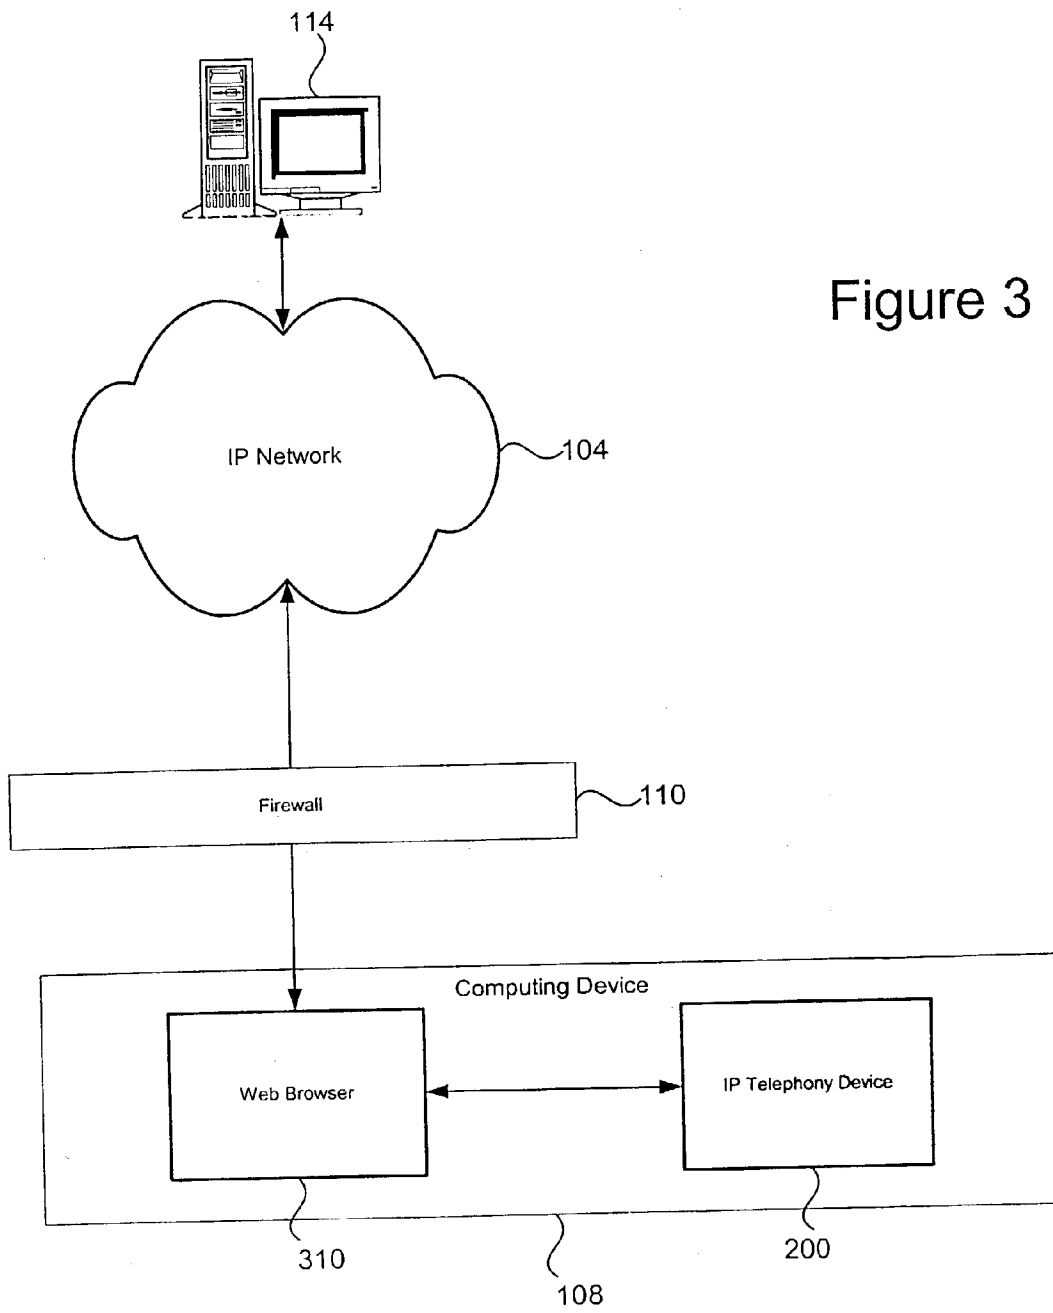 114
Figure 3
IP Network
104
Firewall
110
Computing Device
Web Browser
IP Telephony Device
310
200
108